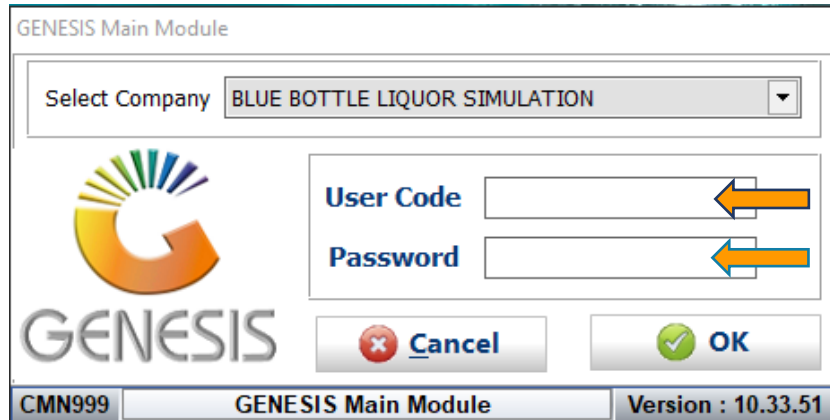 GENESIS Main Module
Select Company BLUE BOTTLE LIQUOR SIMULATION
User Code
Password
GENESIS
Cancel OK
CMN999 GENESIS Main Module Version : 10.33.51